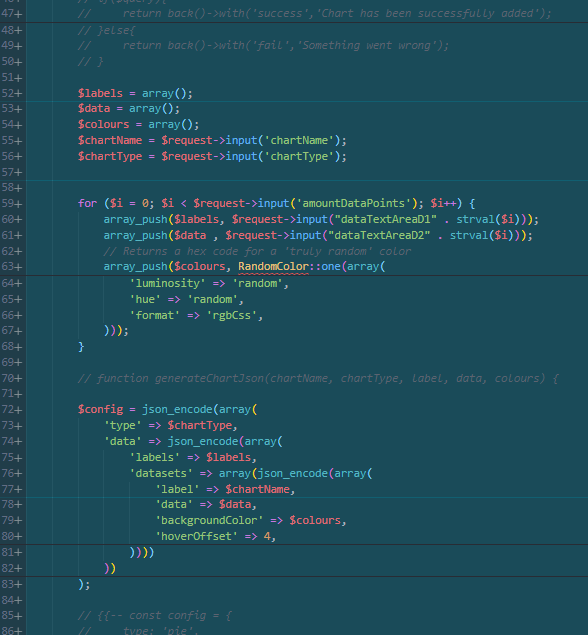 47+ //     return back()->with('success','Chart has been successfully added');
48+ // }else{
49+ //     return back()->with('fail','Something went wrong');
50+ // }
51+
52+ $labels = array();
53+ $data = array();
54+ $colours = array();
55+ $chartName = $request->input('chartName');
56+ $chartType = $request->input('chartType');
57+
58+
59+ for ($i = 0; $i < $request->input('amountDataPoints'); $i++) {
60+     array_push($labels, $request->input("dataTextAreaD1" . strval($i)));
61+     array_push($data , $request->input("dataTextAreaD2" . strval($i)));
62+     // Returns a hex code for a 'truly random' color
63+     array_push($colours, RandomColor::one(array(
64+         'luminosity' => 'random',
65+         'hue' => 'random',
66+         'format' => 'rgbCss',
67+     )));
68+ }
69+
70+ // function generateChartJson(chartName, chartType, label, data, colours) {
71+
72+ $config = json_encode(array(
73+     'type' => $chartType,
74+     'data' => json_encode(array(
75+         'labels' => $labels,
76+         'datasets' => array(json_encode(array(
77+             'label' => $chartName,
78+             'data' => $data,
79+             'backgroundColor' => $colours,
80+             'hoverOffset' => 4,
81+         ))))
82+     ))
83+ );
84+
85+ // {{-- const config = {
86+ //     type: 'pie',